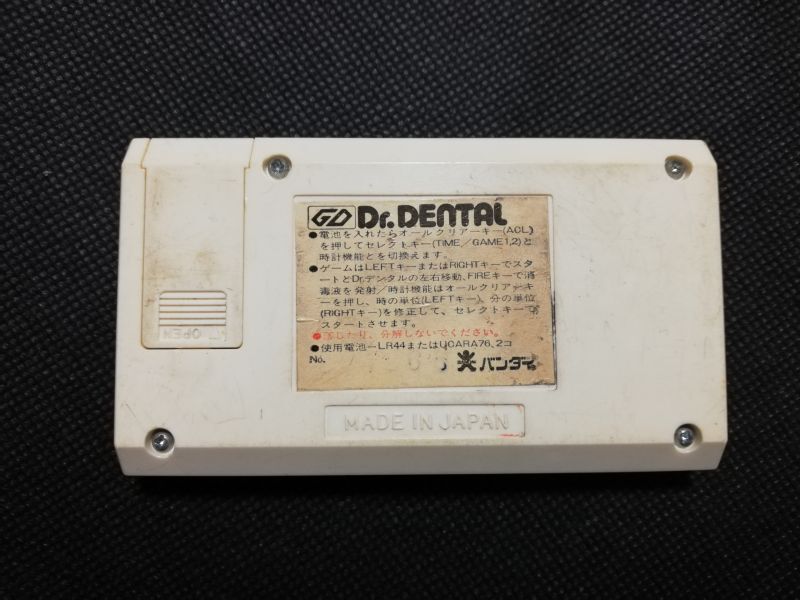 GD Dr.DENTAL
●電池を入れたらオールクリアーキー(ACL)
を押してセレクトキー(TIME/GAME1,2)と
時計機能とを切換えます。
●ゲームはLEFTキーまたはRIGHTキーでスタ
ートとDr.デンタルの左右移動、FIREキーで消
毒液を発射/時計機能はオールクリアーキ
ーを押し、時の単位(LEFTキー)、分の単位
(RIGHTキー)を修正して、セレクトキーで
スタートさせます。
たり、分解しないでください。
●使用電池—LR44またはUCARA76, 2コ
No. バンダイ
OPEN
MADE IN JAPAN